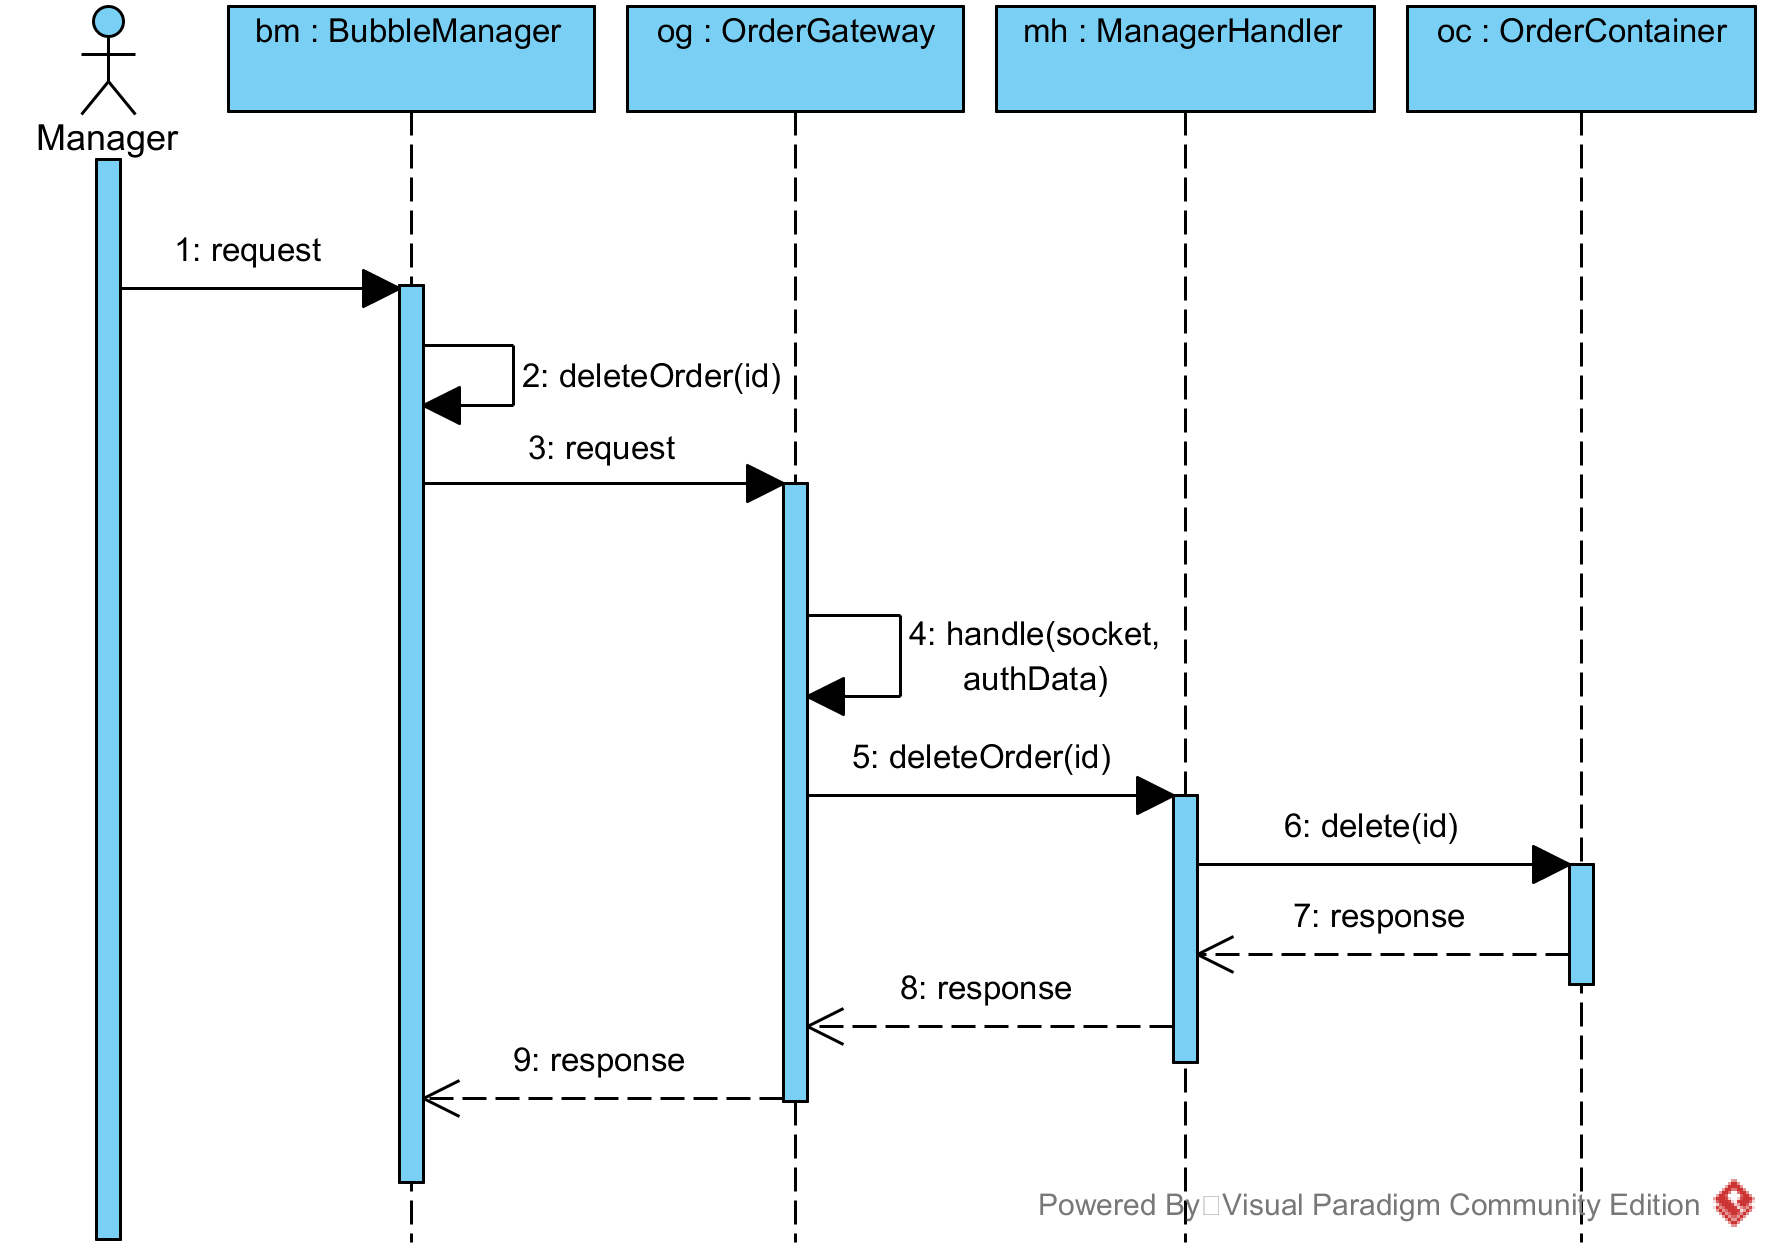 bm : BubbleManager
og : OrderGateway
mh : ManagerHandler
oc : OrderContainer
Manager
1: request
2: deleteOrder(id)
3: request
4: handle(socket,
authData)
5: deleteOrder(id)
6: delete(id)
7: response
8: response
9: response
Powered By Visual Paradigm Community Edition